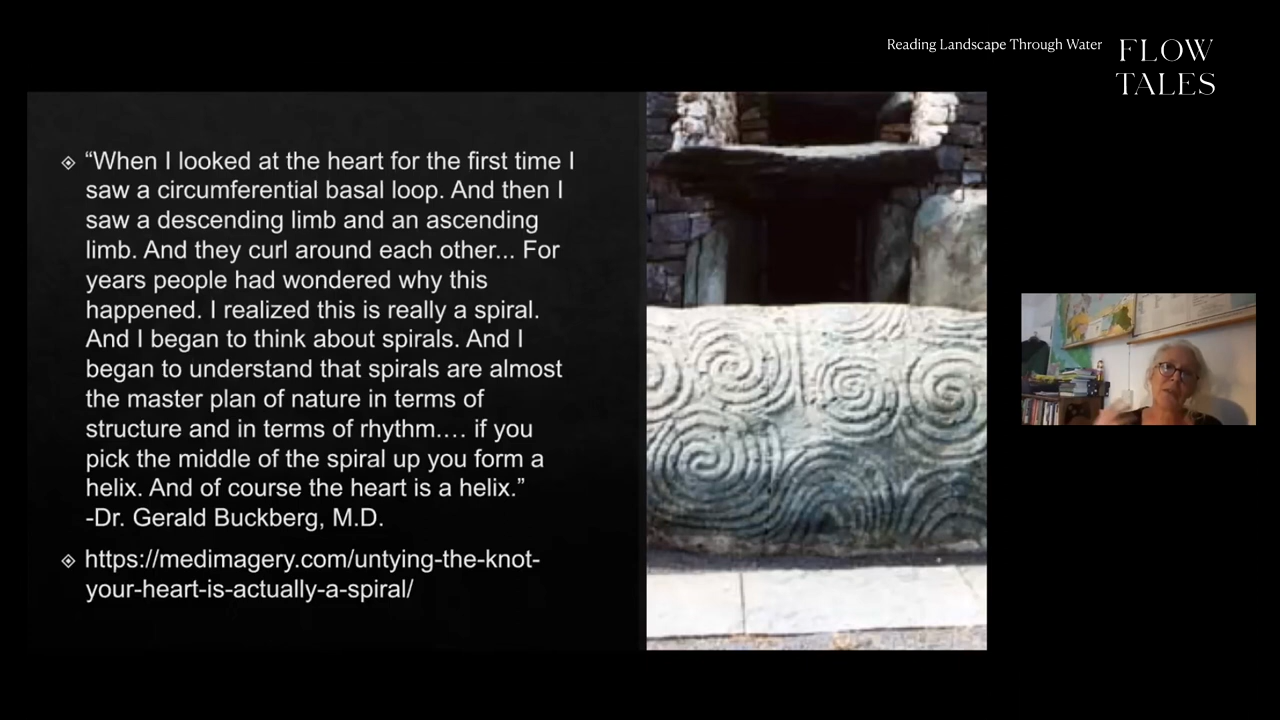 Reading Landscape Through Water
FLOW
TALES
“When I looked at the heart for the first time I
saw a circumferential basal loop. And then I
saw a descending limb and an ascending
limb. And they curl around each other... For
years people had wondered why this
happened. I realized this is really a spiral.
And I began to think about spirals. And I
began to understand that spirals are almost
the master plan of nature in terms of
structure and in terms of rhythm.… if you
pick the middle of the spiral up you form a
helix. And of course the heart is a helix.”
-Dr. Gerald Buckberg, M.D.
https://medimagery.com/untying-the-knot-
your-heart-is-actually-a-spiral/